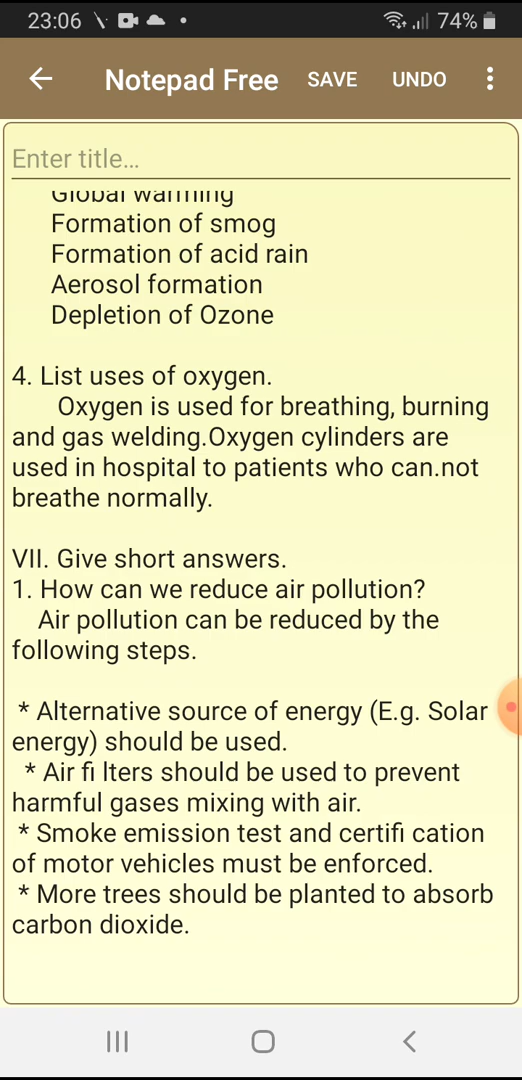 23:06
74%
Notepad Free
SAVE
UNDO
Enter title...
Global warming
Formation of smog
Formation of acid rain
Aerosol formation
Depletion of Ozone
4. List uses of oxygen.
Oxygen is used for breathing, burning
and gas welding.Oxygen cylinders are
used in hospital to patients who can.not
breathe normally.
VII. Give short answers.
1. How can we reduce air pollution?
Air pollution can be reduced by the
following steps.
* Alternative source of energy (E.g. Solar
energy) should be used.
* Air fi lters should be used to prevent
harmful gases mixing with air.
* Smoke emission test and certifi cation
of motor vehicles must be enforced.
* More trees should be planted to absorb
carbon dioxide.